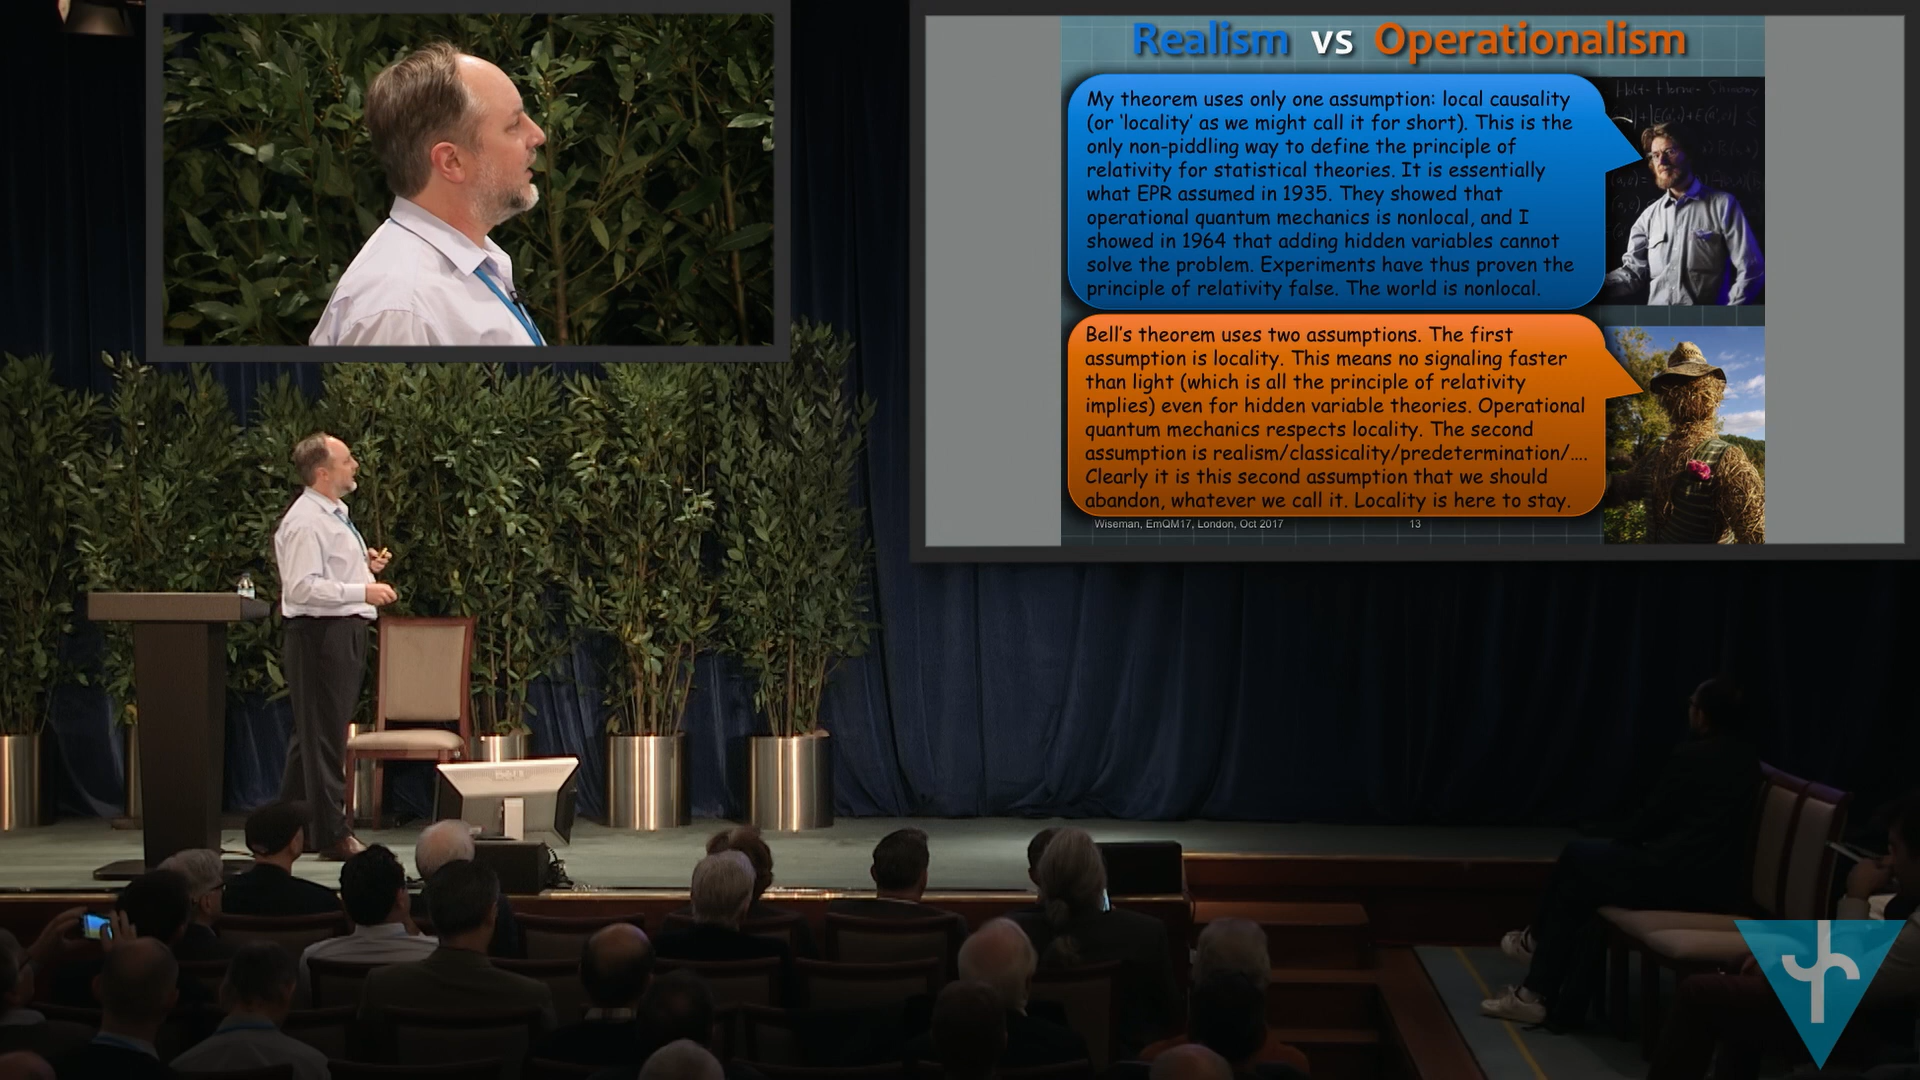 Realism vs Operationalism
My theorem uses only one assumption: local causality
(or ‘locality’ as we might call it for short). This is the
only non-piddling way to define the principle of
relativity for statistical theories. It is essentially
what EPR assumed in 1935. They showed that
operational quantum mechanics is nonlocal, and I
showed in 1964 that adding hidden variables cannot
solve the problem. Experiments have thus proven the
principle of relativity false. The world is nonlocal.
Holt-Horne-Shimony
Bell’s theorem uses two assumptions. The first
assumption is locality. This means no signaling faster
than light (which is all the principle of relativity
implies) even for hidden variable theories. Operational
quantum mechanics respects locality. The second
assumption is realism/classicality/predetermination/....
Clearly it is this second assumption that we should
abandon, whatever we call it. Locality is here to stay.
Wiseman, EmQM17, London, Oct 2017 13
DELL